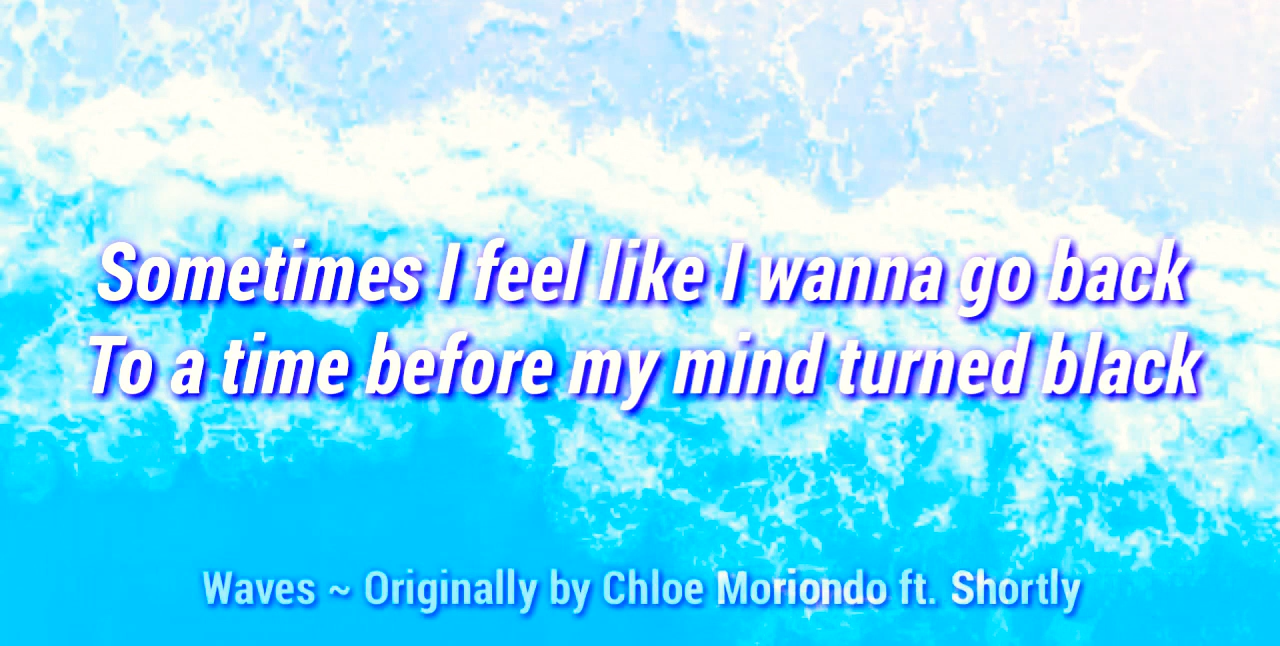 Sometimes I feel like I wanna go back
To a time before my mind turned black
Waves ~ Originally by Chloe Moriondo ft. Shortly